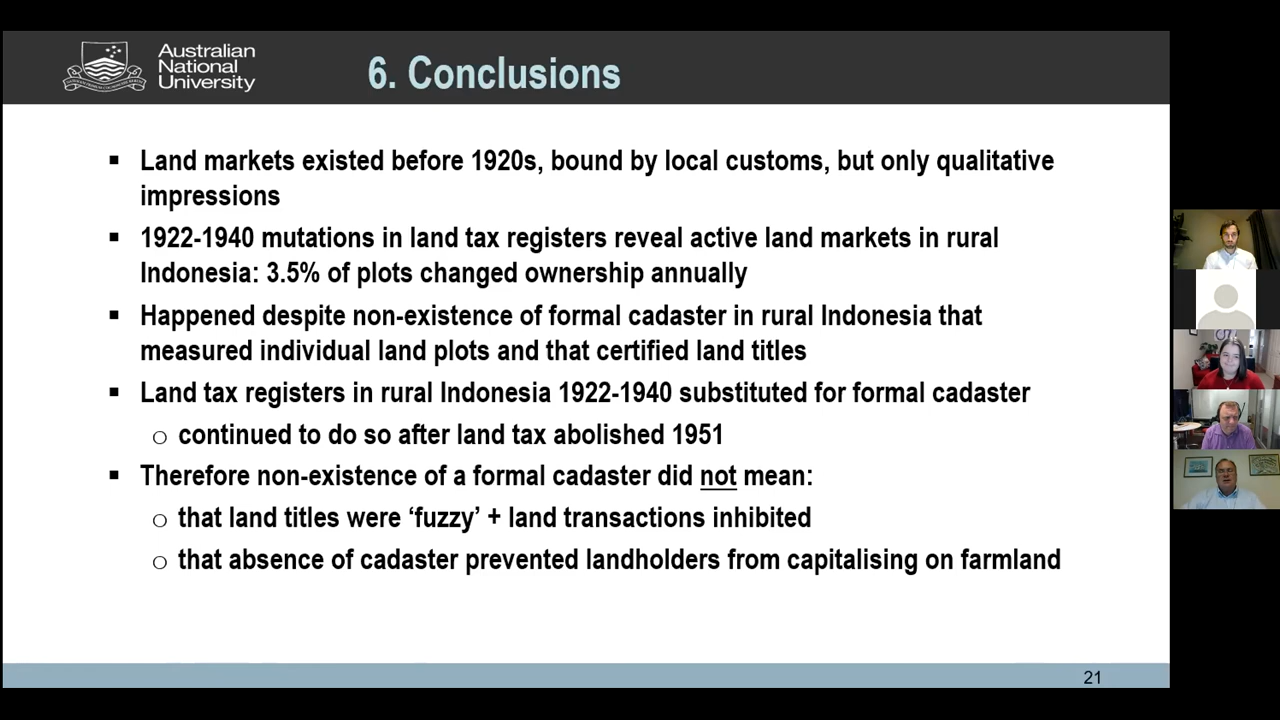 Australian
National
University
6. Conclusions
▪ Land markets existed before 1920s, bound by local customs, but only qualitative
impressions
▪ 1922-1940 mutations in land tax registers reveal active land markets in rural
Indonesia: 3.5% of plots changed ownership annually
▪ Happened despite non-existence of formal cadaster in rural Indonesia that
measured individual land plots and that certified land titles
▪ Land tax registers in rural Indonesia 1922-1940 substituted for formal cadaster
○ continued to do so after land tax abolished 1951
▪ Therefore non-existence of a formal cadaster did not mean:
○ that land titles were ‘fuzzy’ + land transactions inhibited
○ that absence of cadaster prevented landholders from capitalising on farmland
21